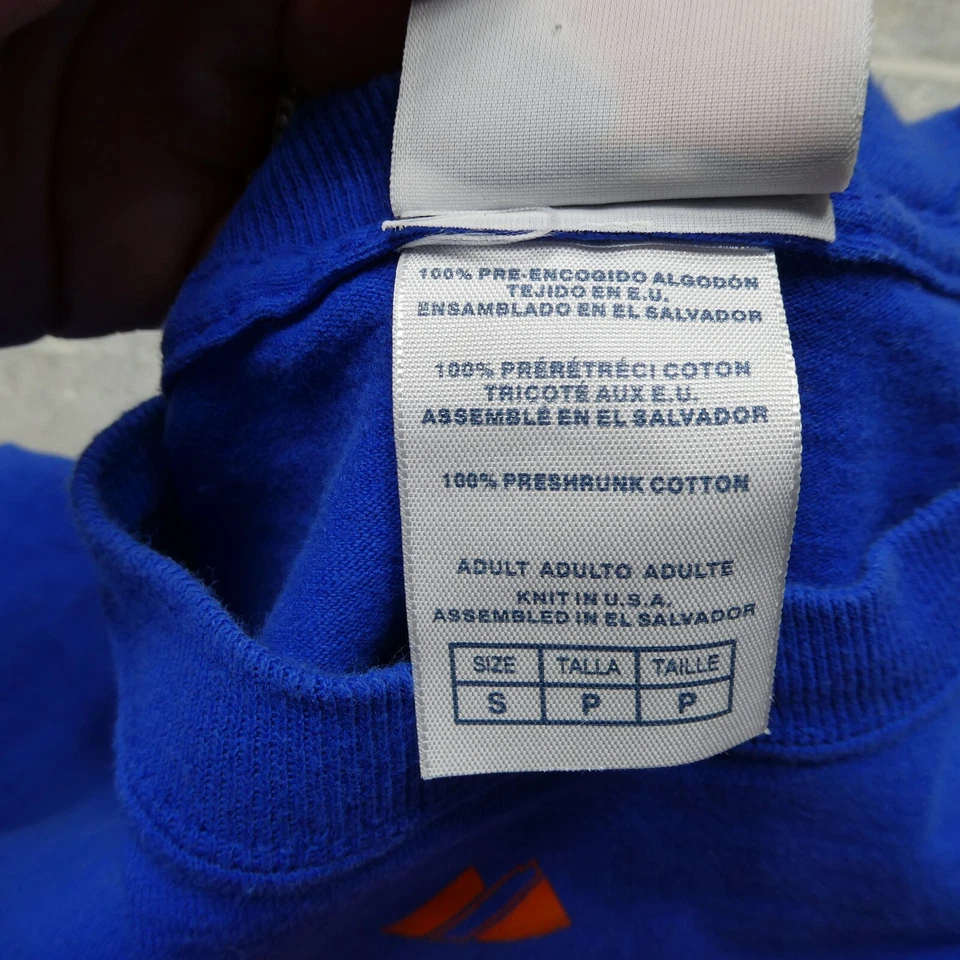 100% PRE-ENCOGIDO ALGODÓN
TEJIDO EN E.U.
ENSAMBLADO EN EL SALVADOR
100% PRÉRÉTRÉCI COTON
TRICOTÉ AUX E.U.
ASSEMBLÉ EN EL SALVADOR
100% PRESHRUNK COTTON
ADULT ADULTO ADULTE
KNIT IN U.S.A.
ASSEMBLED IN EL SALVADOR
SIZE TALLA TAILLE
S P P